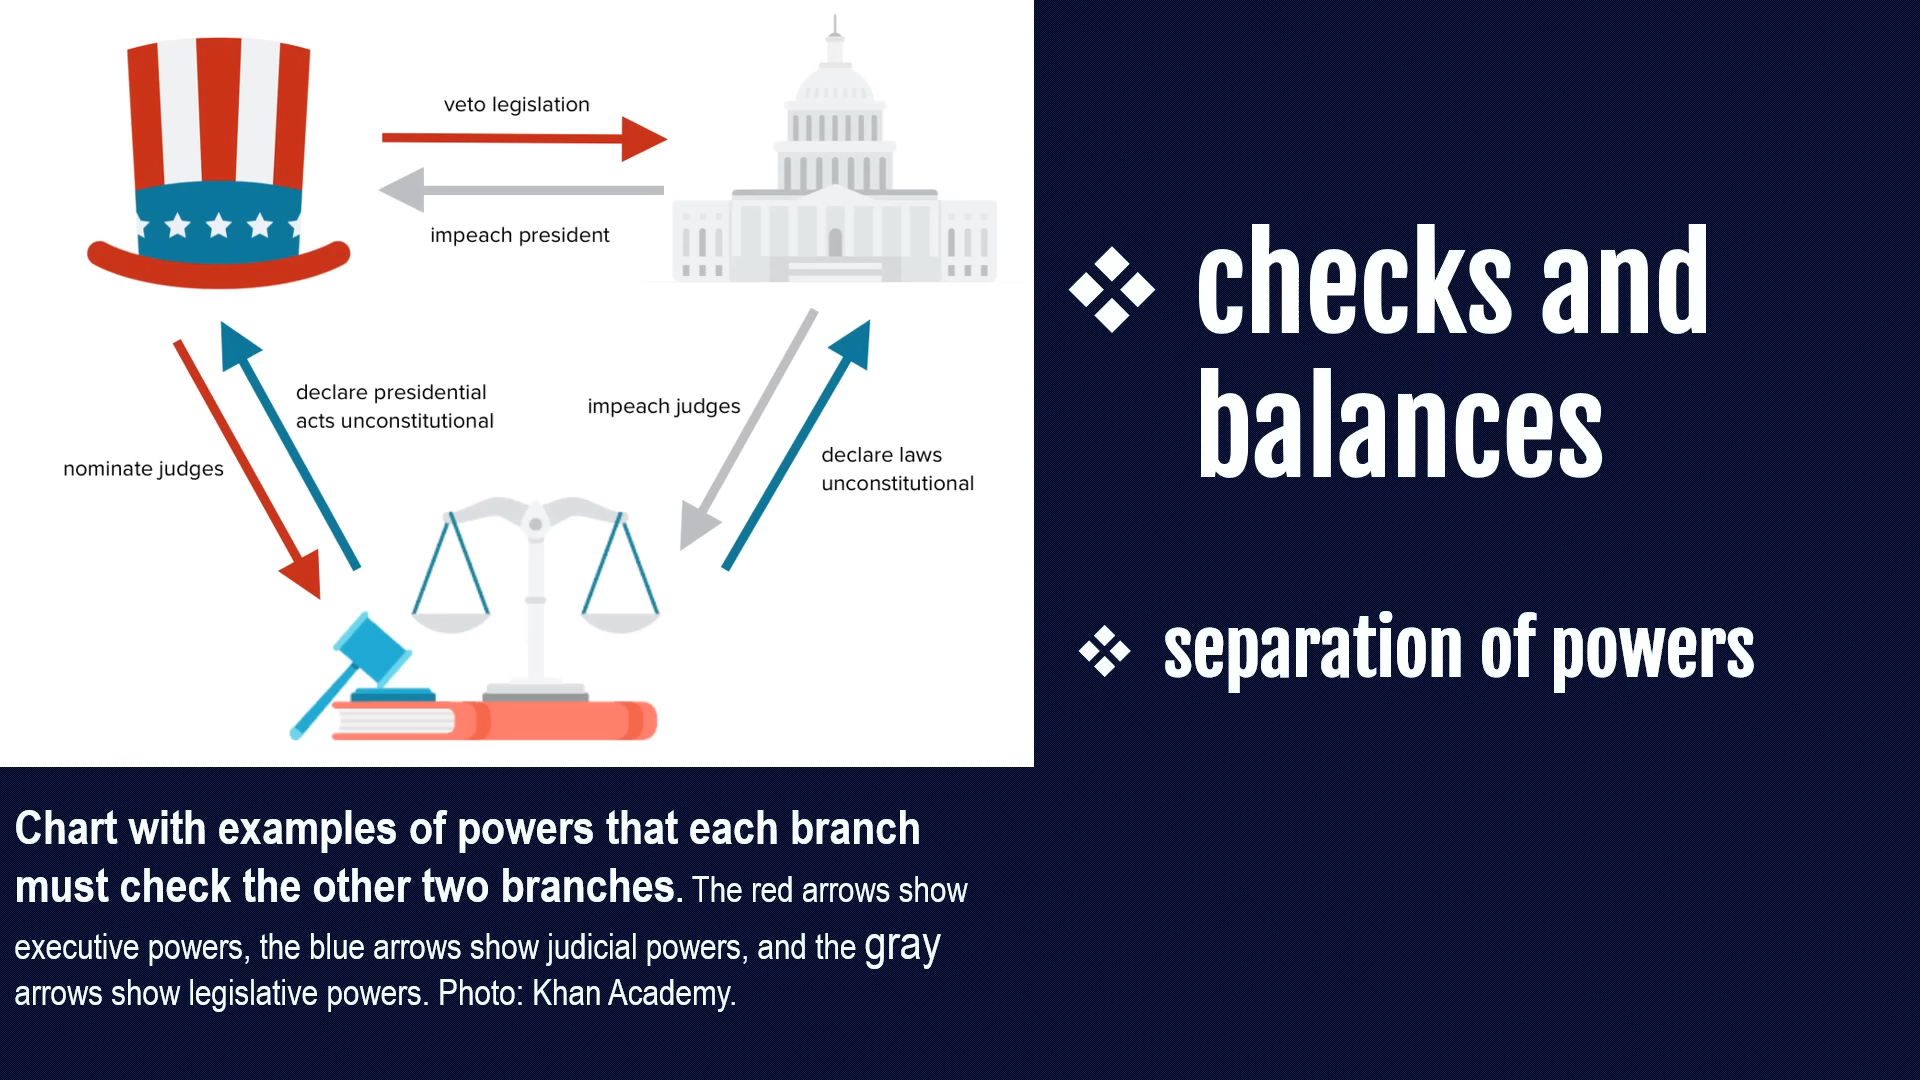 veto legislation
impeach president
declare presidential
acts unconstitutional
nominate judges
impeach judges
declare laws
unconstitutional
❖ checks and
balances
❖ separation of powers
Chart with examples of powers that each branch
must check the other two branches. The red arrows show
executive powers, the blue arrows show judicial powers, and the gray
arrows show legislative powers. Photo: Khan Academy.